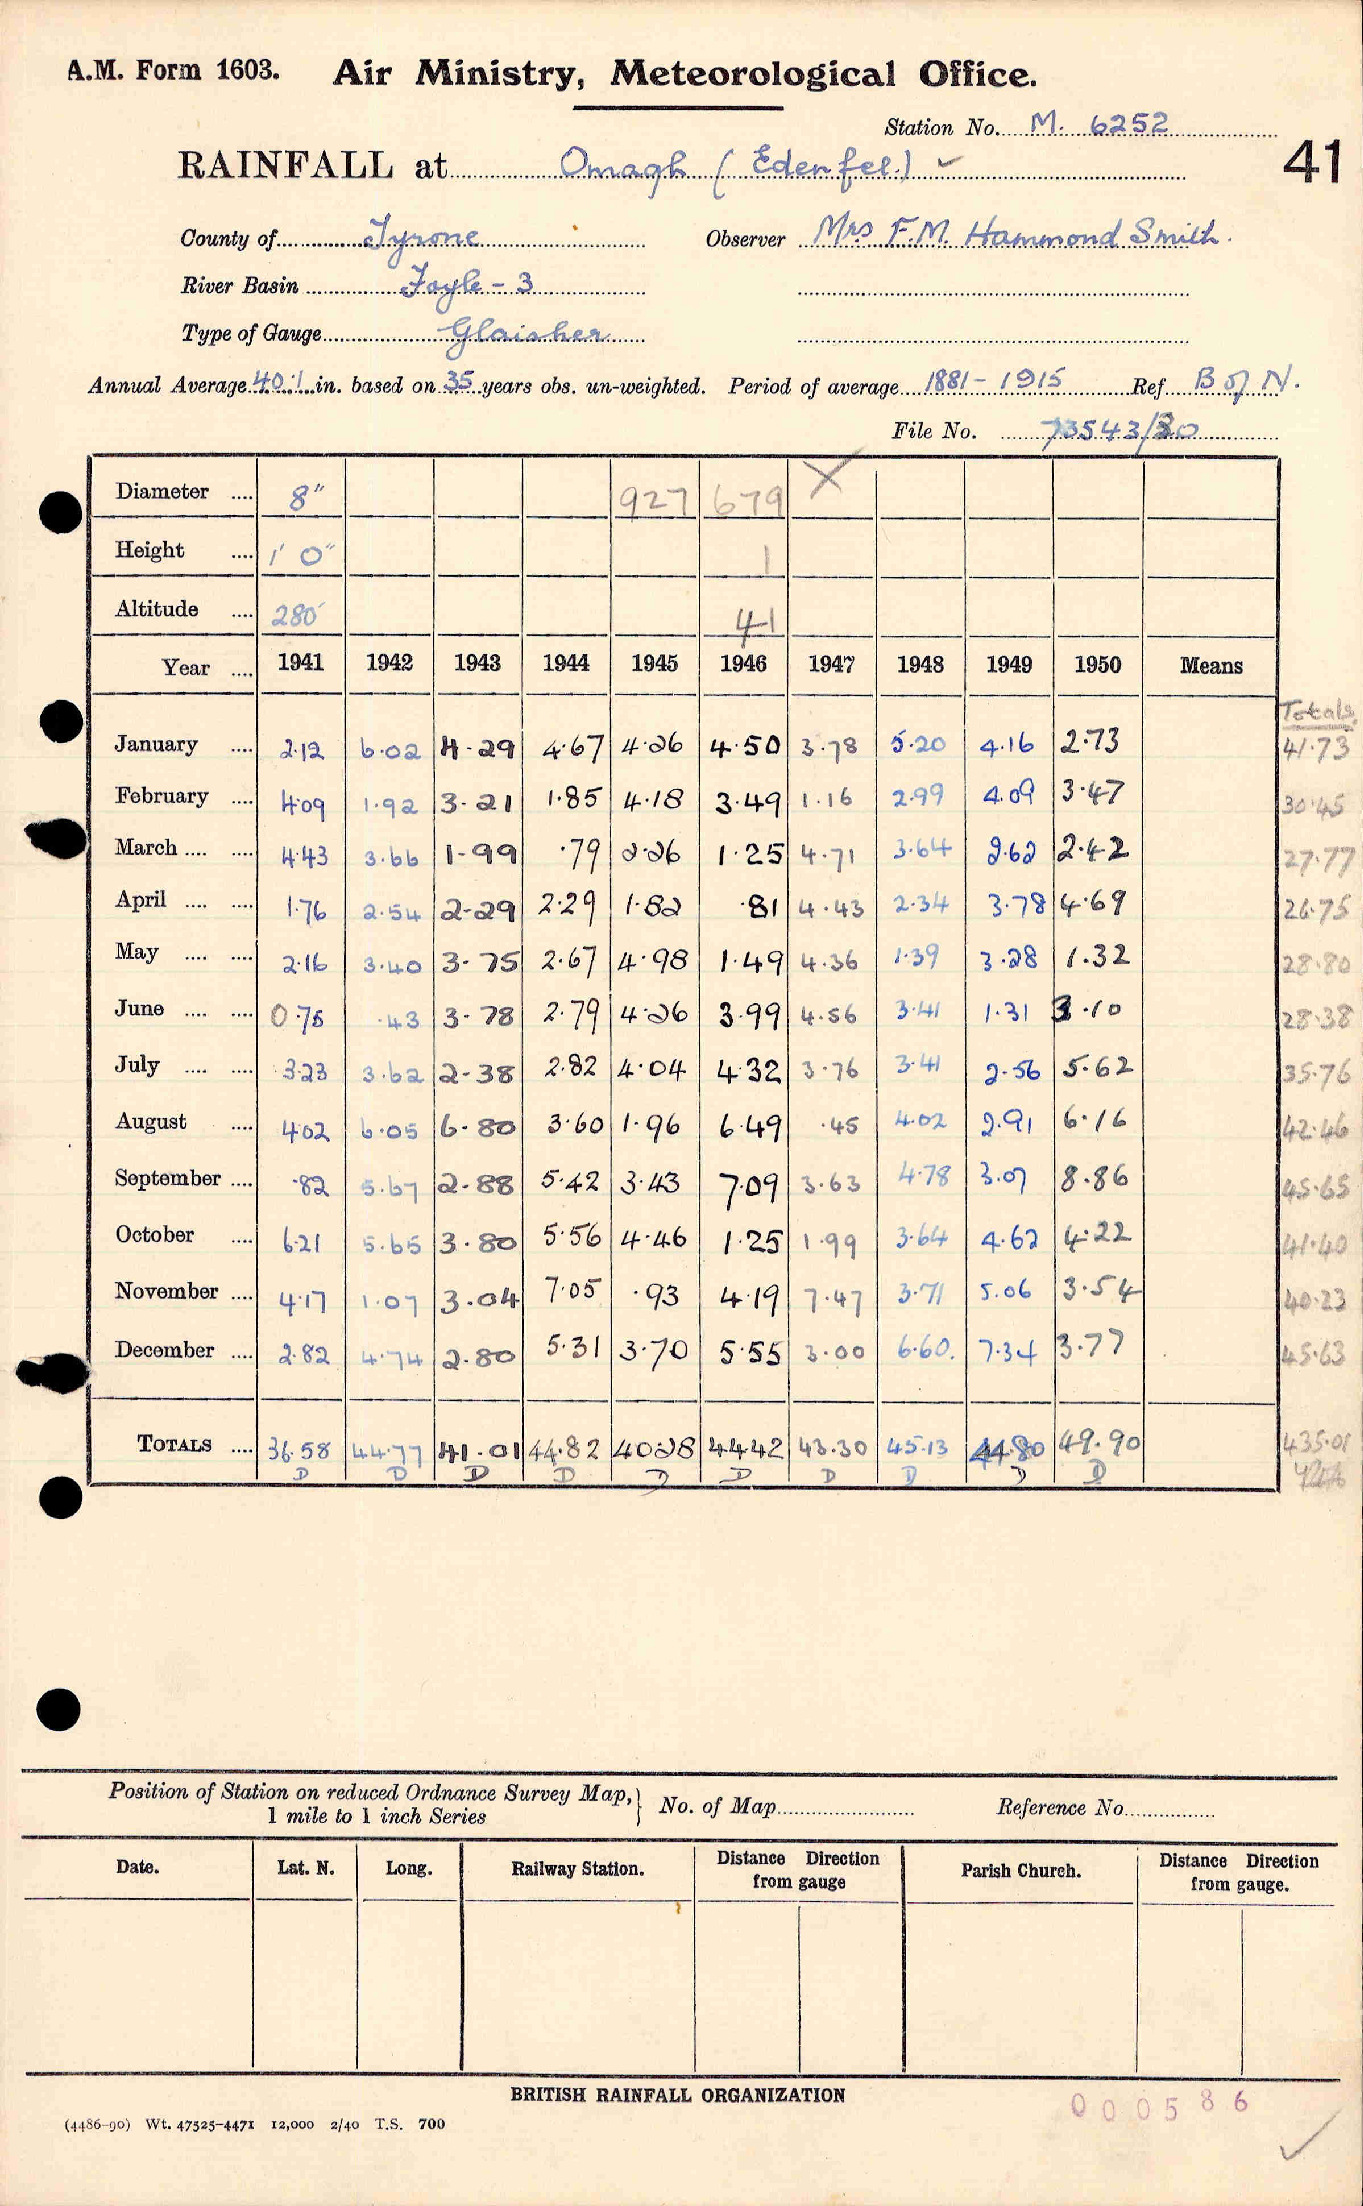 A.M. Form 1603. Air Ministry, Meteorological Office.
Station No. M. 6252
41
RAINFALL at Omagh (Edenfel.) ✓
County of Tyrone Observer Mrs F.M. Hammond Smith.
River Basin Foyle - 3
Type of Gauge Glaisher
Annual Average 40.1 in. based on 35 years obs. un-weighted. Period of average 1881 - 1915 Ref. B of N.
File No. 73543/30
Diameter .... 8" 927 679 X
Height .... 1' 0" 1
Altitude .... 280' 41
Year .... 1941 1942 1943 1944 1945 1946 1947 1948 1949 1950 Means
Totals.
January .... 2.12 6.02 4.29 4.67 4.26 4.50 3.78 5.20 4.16 2.73 41.73
February .... 4.09 1.92 3.21 1.85 4.18 3.49 1.16 2.99 4.09 3.47 30.45
March .... .... 4.43 3.66 1.99 .79 2.26 1.25 4.71 3.64 2.62 2.42 27.77
April .... .... 1.76 2.54 2.29 2.29 1.82 .81 4.43 2.34 3.78 4.69 26.75
May .... .... 2.16 3.40 3.75 2.67 4.98 1.49 4.36 1.39 3.28 1.32 28.80
June .... .... 0.75 .43 3.78 2.79 4.26 3.99 4.56 3.41 1.31 3.10 28.38
July .... .... 3.23 3.62 2.38 2.82 4.04 4.32 3.76 3.41 2.56 5.62 35.76
August .... 4.02 6.05 6.80 3.60 1.96 6.49 .45 4.02 2.91 6.16 42.46
September .... .82 5.67 2.88 5.42 3.43 7.09 3.63 4.78 3.07 8.86 45.65
October .... 6.21 5.65 3.80 5.56 4.46 1.25 1.99 3.64 4.62 4.22 41.40
November .... 4.17 1.07 3.04 7.05 .93 4.19 7.47 3.71 5.06 3.54 40.23
December .... 2.82 4.74 2.80 5.31 3.70 5.55 3.00 6.60. 7.34 3.77 45.63
TOTALS .... 36.58 44.77 41.01 44.82 40.28 44.42 43.30 45.13 44.80 49.90 435.01
D D D D D D D D D D
Position of Station on reduced Ordnance Survey Map, } No. of Map Reference No.
1 mile to 1 inch Series
Date. Lat. N. Long. Railway Station. Distance Direction from gauge Parish Church. Distance Direction from gauge.
BRITISH RAINFALL ORGANIZATION
000586
(4486-90) Wt. 47525-4471 12,000 2/40 T.S. 700